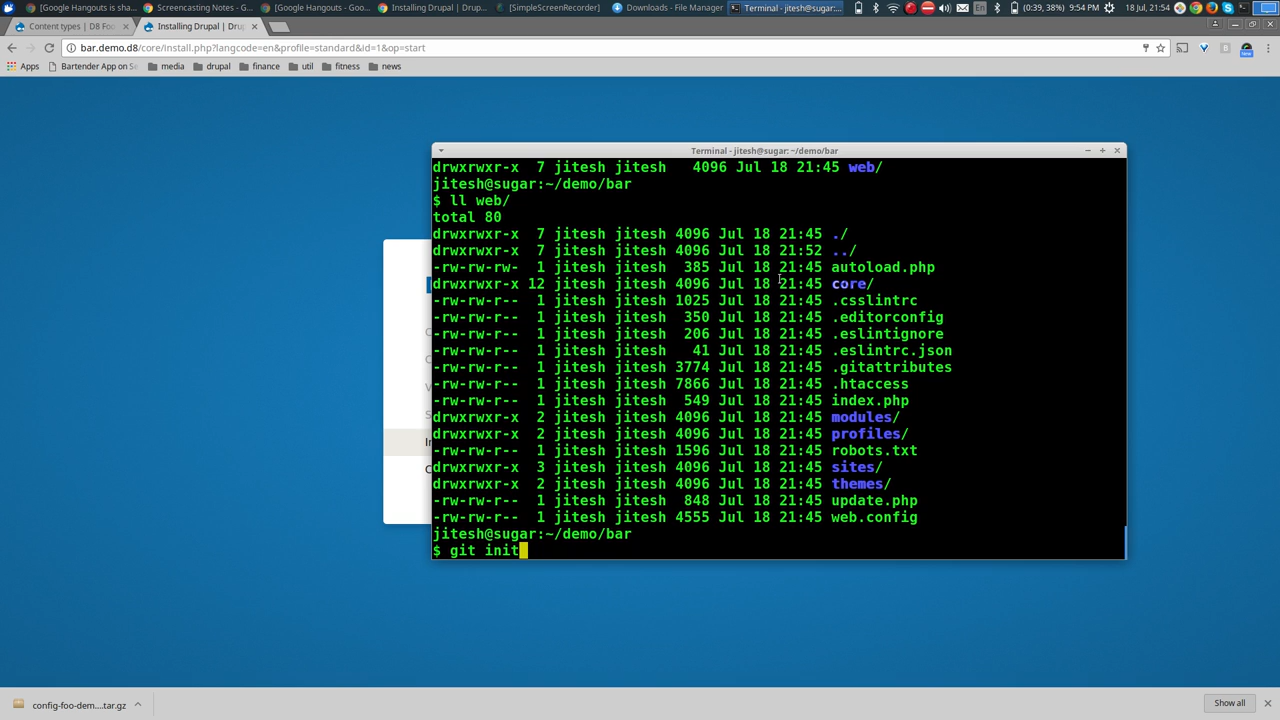 [Google Hangouts is sha...
Screencasting Notes - G...
[Google Hangouts - Goo...
Installing Drupal | Drup...
[SimpleScreenRecorder]
Downloads - File Manager
Terminal - jitesh@sugar:...
En
(0:39, 38%)
9:54 PM
18 Jul, 21:54
Content types | D8 Foo
Installing Drupal | Drup
bar.demo.d8/core/install.php?langcode=en&profile=standard&id=1&op=start
Apps
Bartender App on Se
media
drupal
finance
util
fitness
news
Terminal - jitesh@sugar: ~/demo/bar
drwxrwxr-x  7 jitesh jitesh   4096 Jul 18 21:45 web/
jitesh@sugar:~/demo/bar
$ ll web/
total 80
drwxrwxr-x  7 jitesh jitesh 4096 Jul 18 21:45 ./
drwxrwxr-x  7 jitesh jitesh 4096 Jul 18 21:52 ../
-rw-rw-rw-  1 jitesh jitesh  385 Jul 18 21:45 autoload.php
drwxrwxr-x 12 jitesh jitesh 4096 Jul 18 21:45 core/
-rw-rw-r--  1 jitesh jitesh 1025 Jul 18 21:45 .csslintrc
-rw-rw-r--  1 jitesh jitesh  317 Jul 18 21:45 .editorconfig
-rw-rw-r--  1 jitesh jitesh  206 Jul 18 21:45 .eslintignore
-rw-rw-r--  1 jitesh jitesh   41 Jul 18 21:45 .eslintrc.json
-rw-rw-r--  1 jitesh jitesh 3774 Jul 18 21:45 .gitattributes
-rw-rw-r--  1 jitesh jitesh 7866 Jul 18 21:45 .htaccess
-rw-rw-r--  1 jitesh jitesh  549 Jul 18 21:45 index.php
drwxrwxr-x  2 jitesh jitesh 4096 Jul 18 21:45 modules/
drwxrwxr-x  2 jitesh jitesh 4096 Jul 18 21:45 profiles/
-rw-rw-r--  1 jitesh jitesh 1596 Jul 18 21:45 robots.txt
drwxrwxr-x  3 jitesh jitesh 4096 Jul 18 21:45 sites/
drwxrwxr-x  2 jitesh jitesh 4096 Jul 18 21:45 themes/
-rw-rw-r--  1 jitesh jitesh  848 Jul 18 21:45 update.php
-rw-rw-r--  1 jitesh jitesh 4555 Jul 18 21:45 web.config
jitesh@sugar:~/demo/bar
$ git init
config-foo-dem....tar.gz
Show all